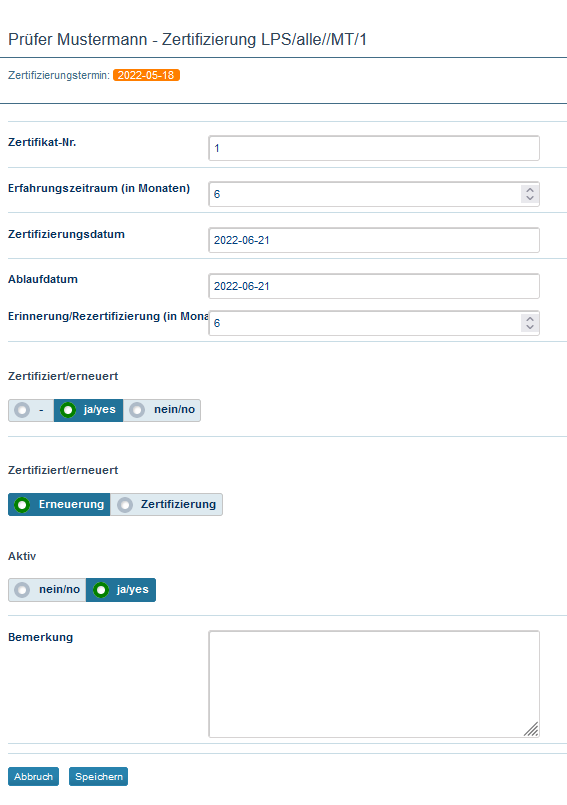 Prüfer Mustermann - Zertifizierung LPS/alle//MT/1
Zertifizierungstermin: 2022-05-18
Zertifikat-Nr.
1
Erfahrungszeitraum (in Monaten)
6
Zertifizierungsdatum
2022-06-21
Ablaufdatum
2022-06-21
Erinnerung/Rezertifizierung (in Mona
6
Zertifiziert/erneuert
- ja/yes nein/no
Zertifiziert/erneuert
Erneuerung Zertifizierung
Aktiv
nein/no ja/yes
Bemerkung
Abbruch Speichern